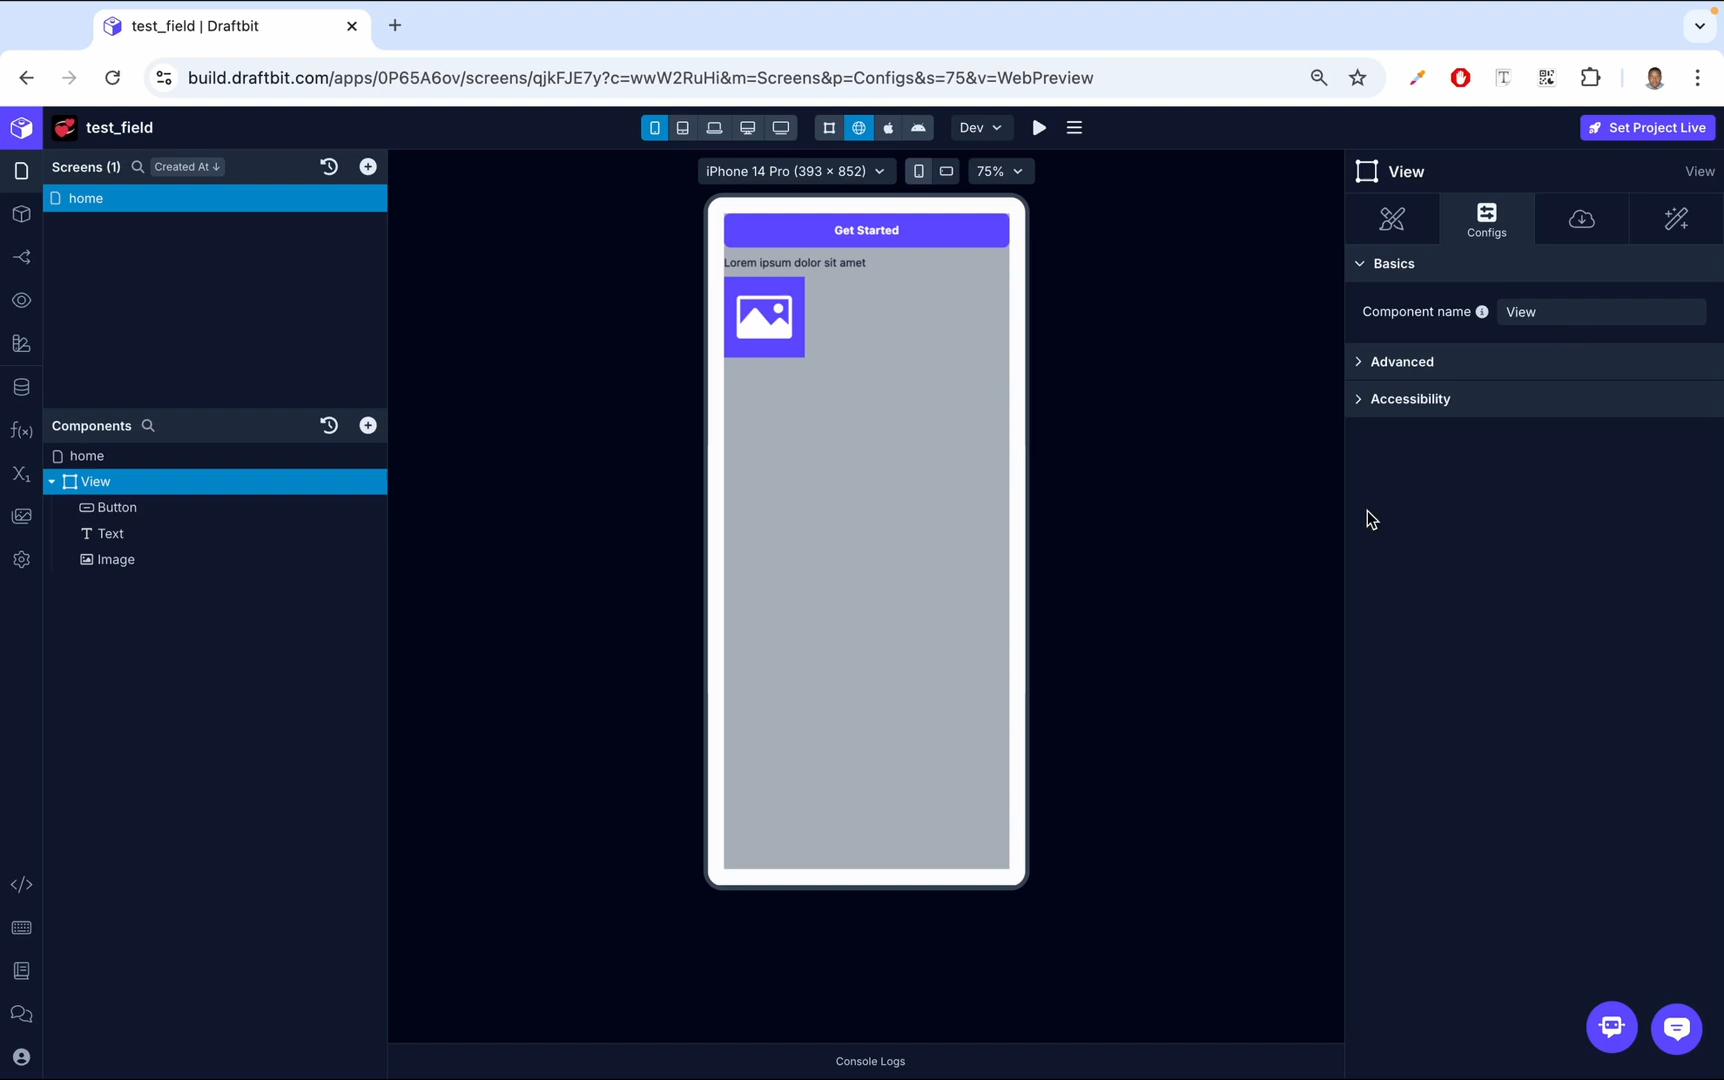 test_field | Draftbit
build.draftbit.com/apps/0P65A6ov/screens/qjkFJE7y?c=wwW2RuHi&m=Screens&p=Configs&s=75&v=WebPreview
test_field
Dev
Set Project Live
Screens (1)
Created At ↓
home
iPhone 14 Pro (393 × 852)
75%
View
View
Configs
Basics
Component name
View
Advanced
Accessibility
Get Started
Lorem ipsum dolor sit amet
Components
home
View
Button
Text
Image
f(x)
X₁
Console Logs